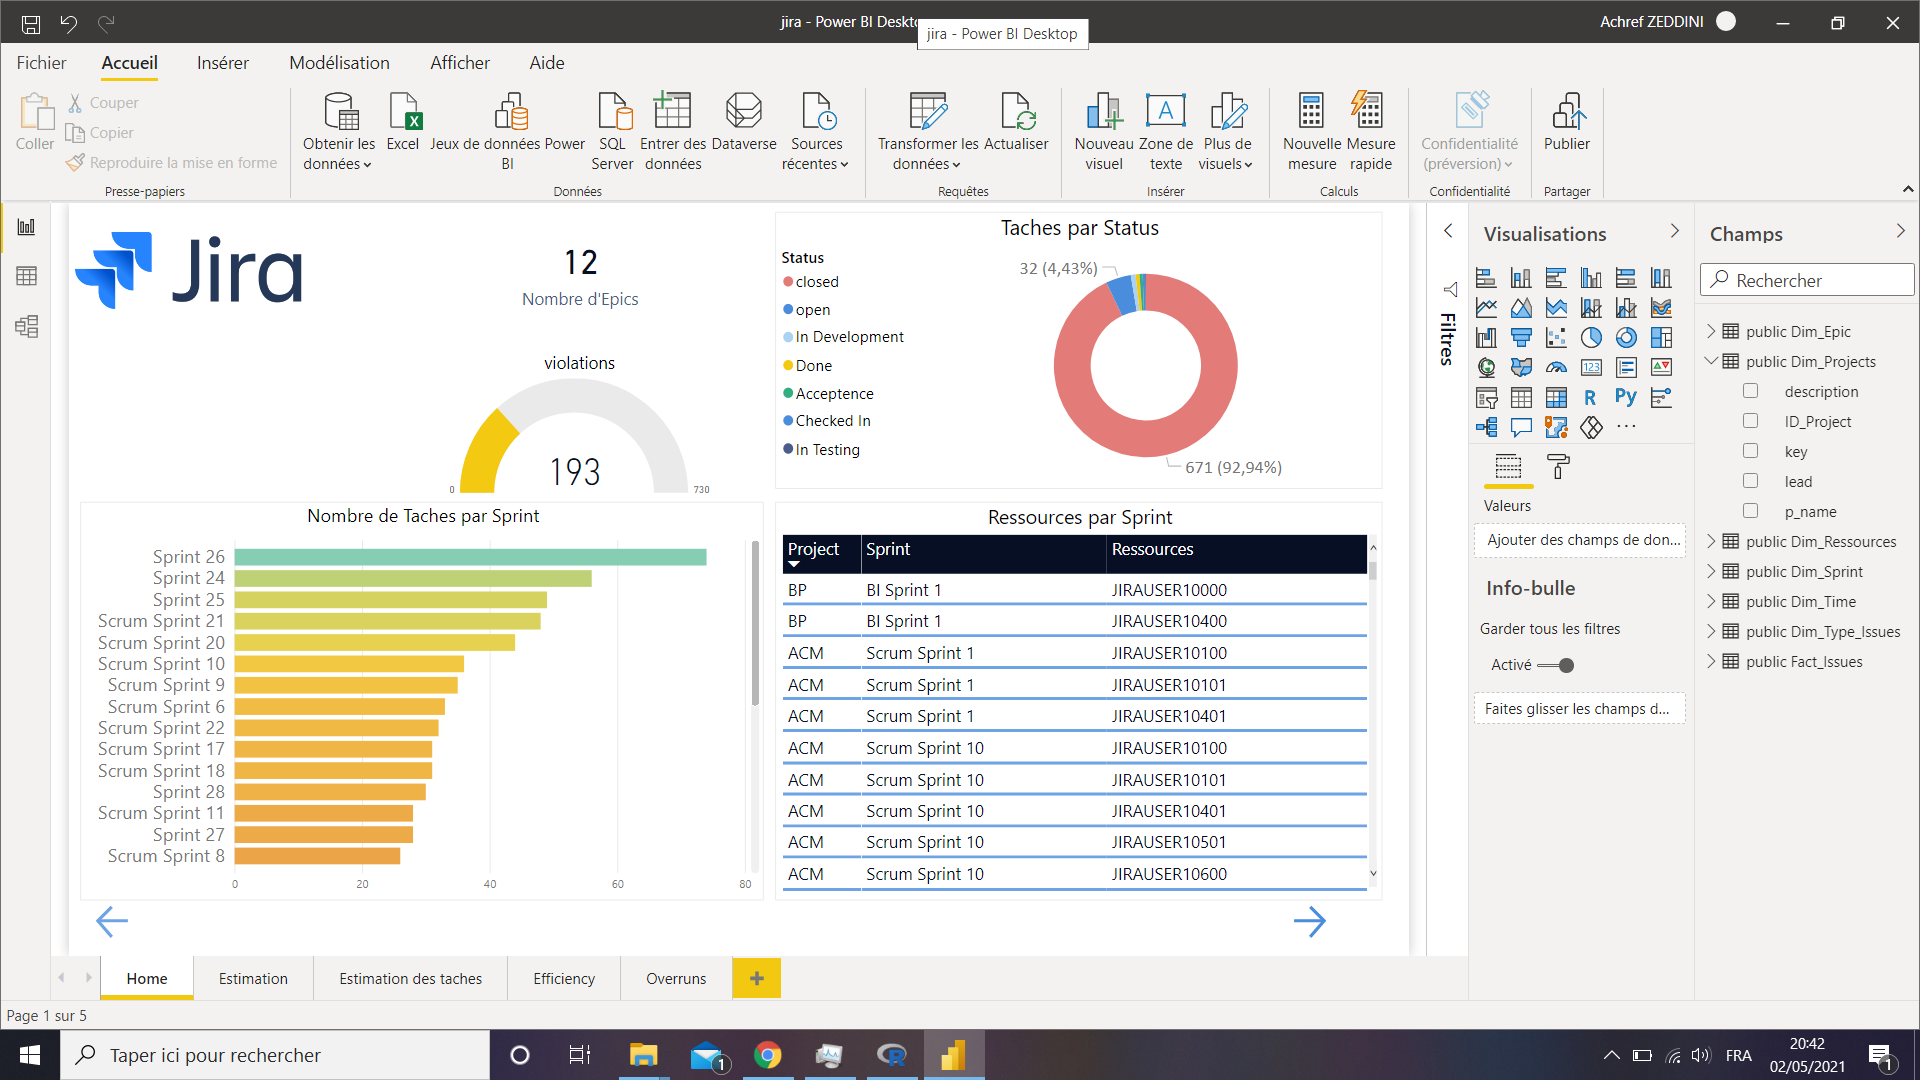 jira - Power BI Deskto
jira - Power BI Desktop
Achref ZEDDINI
Fichier
Accueil
Insérer
Modélisation
Afficher
Aide
Coller
Couper
Copier
Reproduire la mise en forme
Presse-papiers
Obtenir les
données
Excel
Jeux de données Power
BI
SQL
Server
Entrer des
données
Dataverse
Sources
récentes
Données
Transformer les
données
Actualiser
Requêtes
Nouveau
visuel
Zone de
texte
Plus de
visuels
Insérer
Nouvelle
mesure
Mesure
rapide
Calculs
Confidentialité
(préversion)
Confidentialité
Publier
Partager
Jira
12
Nombre d'Epics
violations
193
0
730
Taches par Status
Status
closed
open
In Development
Done
Acceptence
Checked In
In Testing
32 (4,43%)
671 (92,94%)
Nombre de Taches par Sprint
Sprint 26
Sprint 24
Sprint 25
Scrum Sprint 21
Scrum Sprint 20
Scrum Sprint 10
Scrum Sprint 9
Scrum Sprint 6
Scrum Sprint 22
Scrum Sprint 17
Scrum Sprint 18
Sprint 28
Scrum Sprint 11
Sprint 27
Scrum Sprint 8
0 20 40 60 80
Ressources par Sprint
Project Sprint Ressources
BP BI Sprint 1 JIRAUSER10000
BP BI Sprint 1 JIRAUSER10400
ACM Scrum Sprint 1 JIRAUSER10100
ACM Scrum Sprint 1 JIRAUSER10101
ACM Scrum Sprint 1 JIRAUSER10401
ACM Scrum Sprint 10 JIRAUSER10100
ACM Scrum Sprint 10 JIRAUSER10101
ACM Scrum Sprint 10 JIRAUSER10401
ACM Scrum Sprint 10 JIRAUSER10501
ACM Scrum Sprint 10 JIRAUSER10600
Filtres
Visualisations
123
R
Py
Valeurs
Ajouter des champs de don...
Info-bulle
Garder tous les filtres
Activé
Faites glisser les champs d...
Champs
Rechercher
public Dim_Epic
public Dim_Projects
description
ID_Project
key
lead
p_name
public Dim_Ressources
public Dim_Sprint
public Dim_Time
public Dim_Type_Issues
public Fact_Issues
Home
Estimation
Estimation des taches
Efficiency
Overruns
Page 1 sur 5
Taper ici pour rechercher
1
R
FRA
20:42
02/05/2021
1